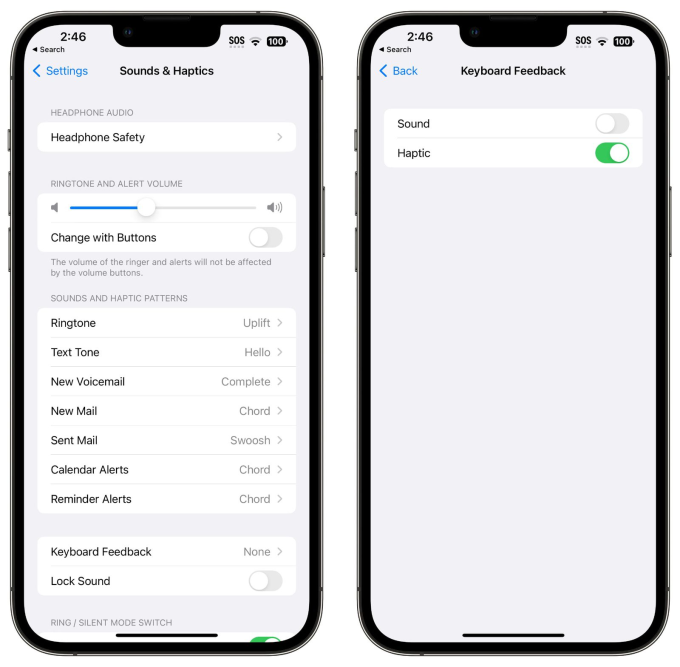 2:46
SOS 100
◀ Search
Settings
Sounds & Haptics
HEADPHONE AUDIO
Headphone Safety
RINGTONE AND ALERT VOLUME
Change with Buttons
The volume of the ringer and alerts will not be affected
by the volume buttons.
SOUNDS AND HAPTIC PATTERNS
Ringtone Uplift
Text Tone Hello
New Voicemail Complete
New Mail Chord
Sent Mail Swoosh
Calendar Alerts Chord
Reminder Alerts Chord
Keyboard Feedback None
Lock Sound
RING / SILENT MODE SWITCH
2:46
SOS 100
◀ Search
Back
Keyboard Feedback
Sound
Haptic